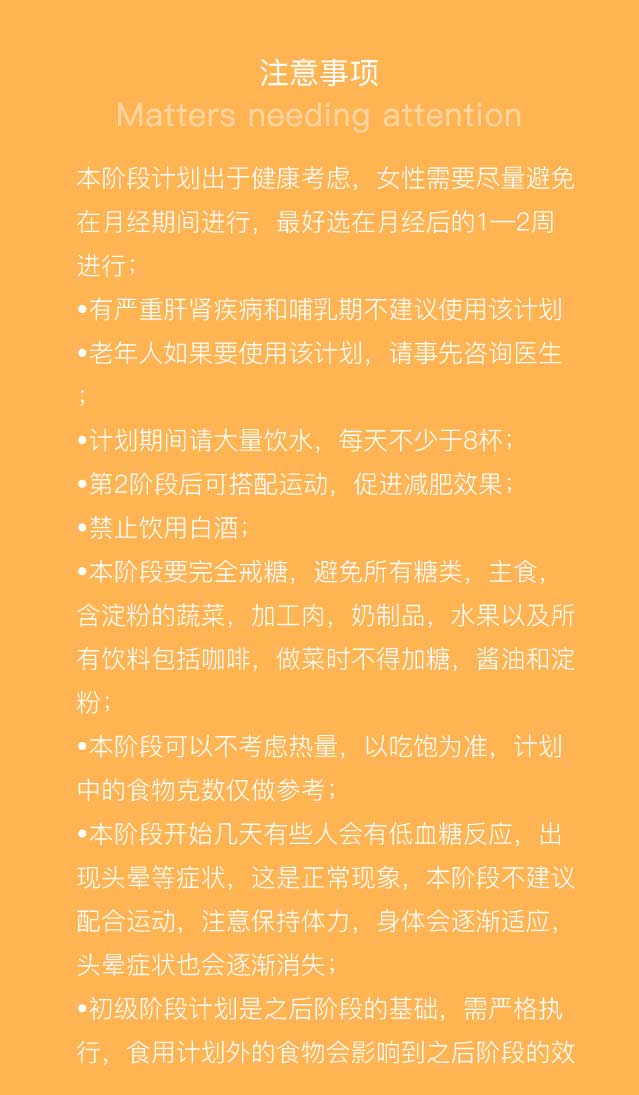 注意事项
Matters needing attention
本阶段计划出于健康考虑，女性需要尽量避免
在月经期间进行，最好选在月经后的1—2周
进行；
•有严重肝肾疾病和哺乳期不建议使用该计划
•老年人如果要使用该计划，请事先咨询医生
；
•计划期间请大量饮水，每天不少于8杯；
•第2阶段后可搭配运动，促进减肥效果；
•禁止饮用白酒；
•本阶段要完全戒糖，避免所有糖类，主食，
含淀粉的蔬菜，加工肉，奶制品，水果以及所
有饮料包括咖啡，做菜时不得加糖，酱油和淀
粉；
•本阶段可以不考虑热量，以吃饱为准，计划
中的食物克数仅做参考；
•本阶段开始几天有些人会有低血糖反应，出
现头晕等症状，这是正常现象，本阶段不建议
配合运动，注意保持体力，身体会逐渐适应，
头晕症状也会逐渐消失；
•初级阶段计划是之后阶段的基础，需严格执
行，食用计划外的食物会影响到之后阶段的效